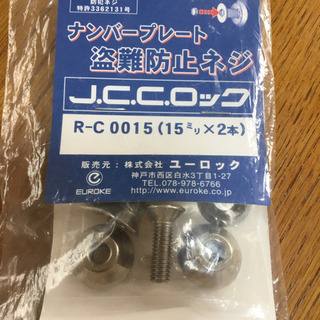 防犯ネジ
特許3362131号
ナンバープレート
盗難防止ネジ
J.C.C.ロック
R-C 0015 (15ミリ×2本)
販売元：株式会社 ユーロック
神戸市西区白水3丁目1-27
TEL.078-978-6766
http://www.euroke.co.jp
EUROKE